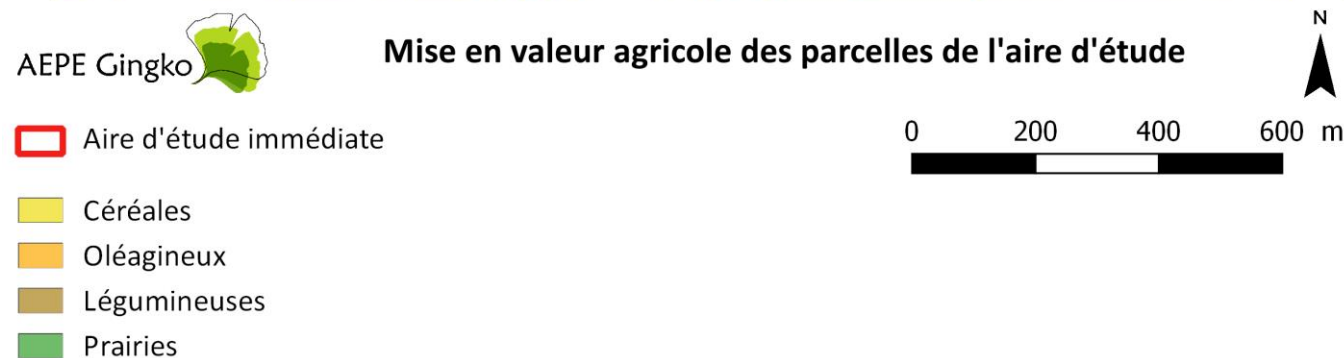 AEPE Gingko
Mise en valeur agricole des parcelles de l'aire d'étude
N
Aire d'étude immédiate
0 200 400 600 m
Céréales
Oléagineux
Légumineuses
Prairies